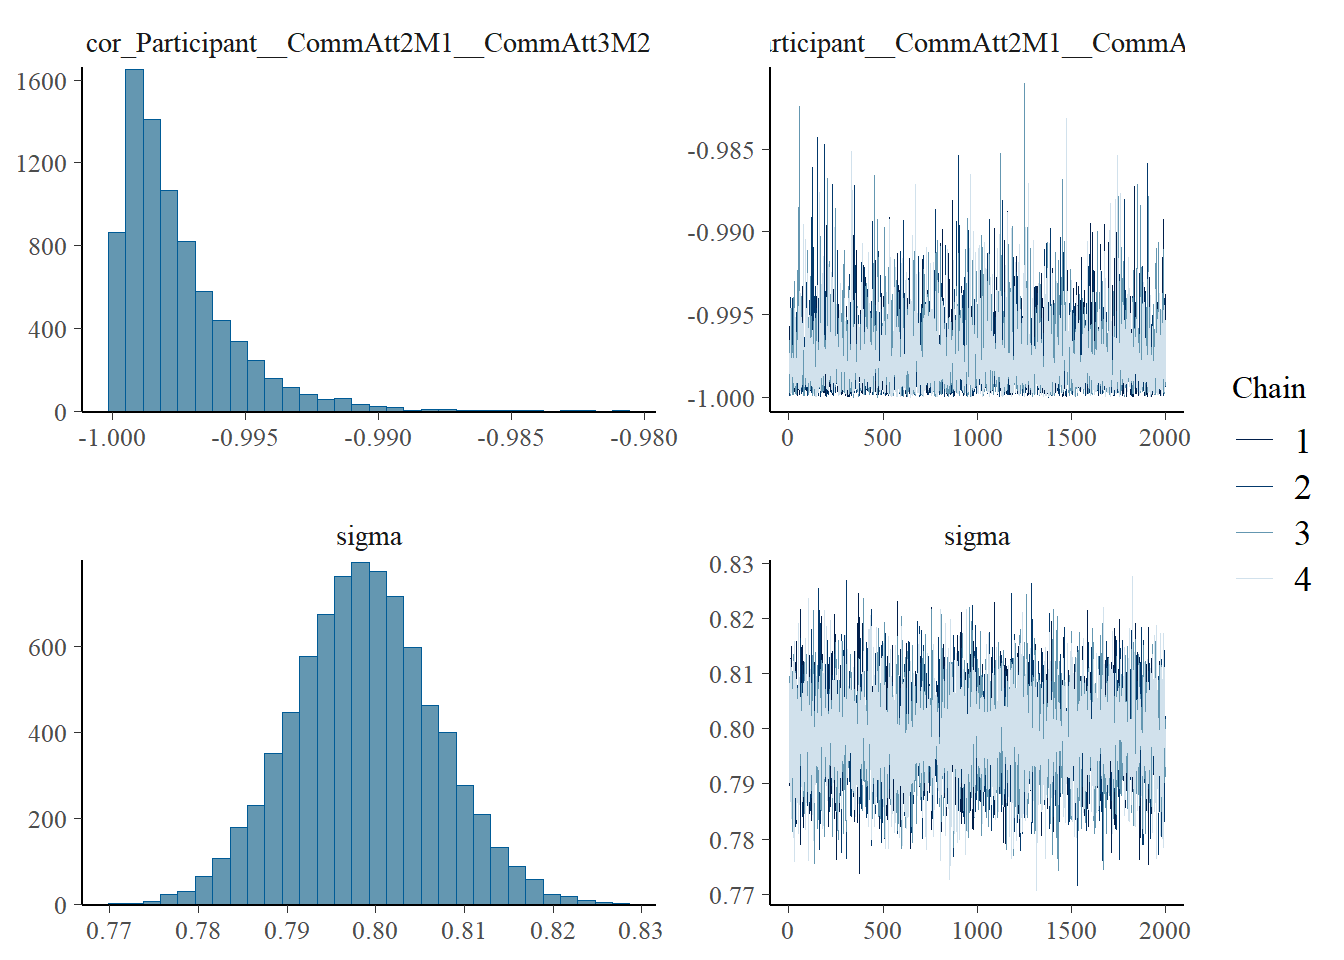 cor_Participant__CommAtt2M1__CommAtt3M2
1600
1200
800
400
0
-1.000 -0.995 -0.990 -0.985 -0.980
rticipant__CommAtt2M1__CommA
-0.985
-0.990
-0.995
-1.000
0 500 1000 1500 2000
sigma
600
400
200
0
0.77 0.78 0.79 0.80 0.81 0.82 0.83
sigma
0.83
0.82
0.81
0.80
0.79
0.78
0.77
0 500 1000 1500 2000
Chain
1
2
3
4